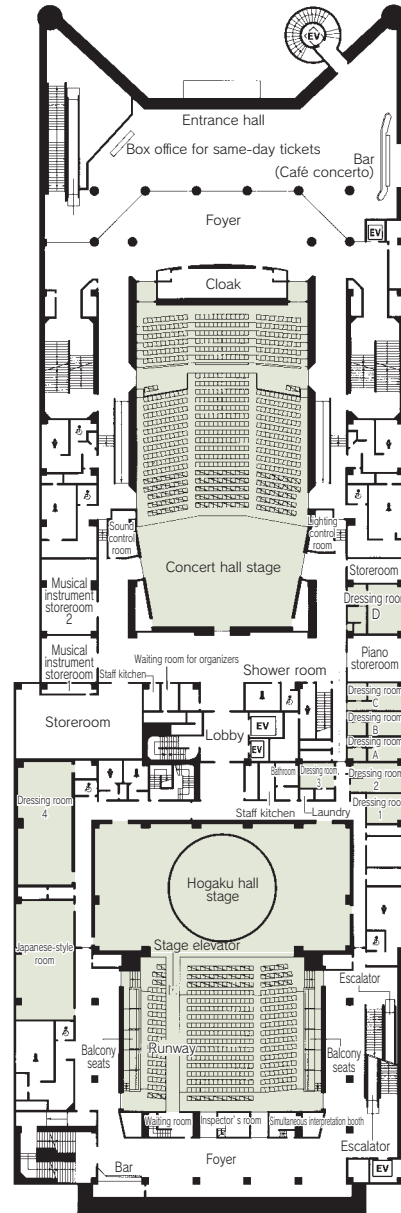 EV
Entrance hall
Box office for same-day tickets
Bar
(Café concerto)
Foyer
EV
Cloak
Sound
control
room
Lighting
control
room
Concert hall stage
Storeroom
Dressing room
D
Musical
instrument
storeroom
2
Piano
storeroom
Musical
instrument
storeroom
1
Staff kitchen
Waiting room for organizers
Shower room
Dressing room
C
Dressing room
B
Dressing room
A
Storeroom
Lobby
EV
EV
Dressing room
2
Dressing room
1
Bathroom
Dressing room
3
Staff kitchen
Laundry
Dressing room
4
Hogaku hall
stage
Japanese-style
room
Stage elevator
Escalator
Balcony
seats
Runway
Balcony
seats
Waiting room
Inspector's room
Simultaneous interpretation booth
Escalator
Foyer
Bar
EV